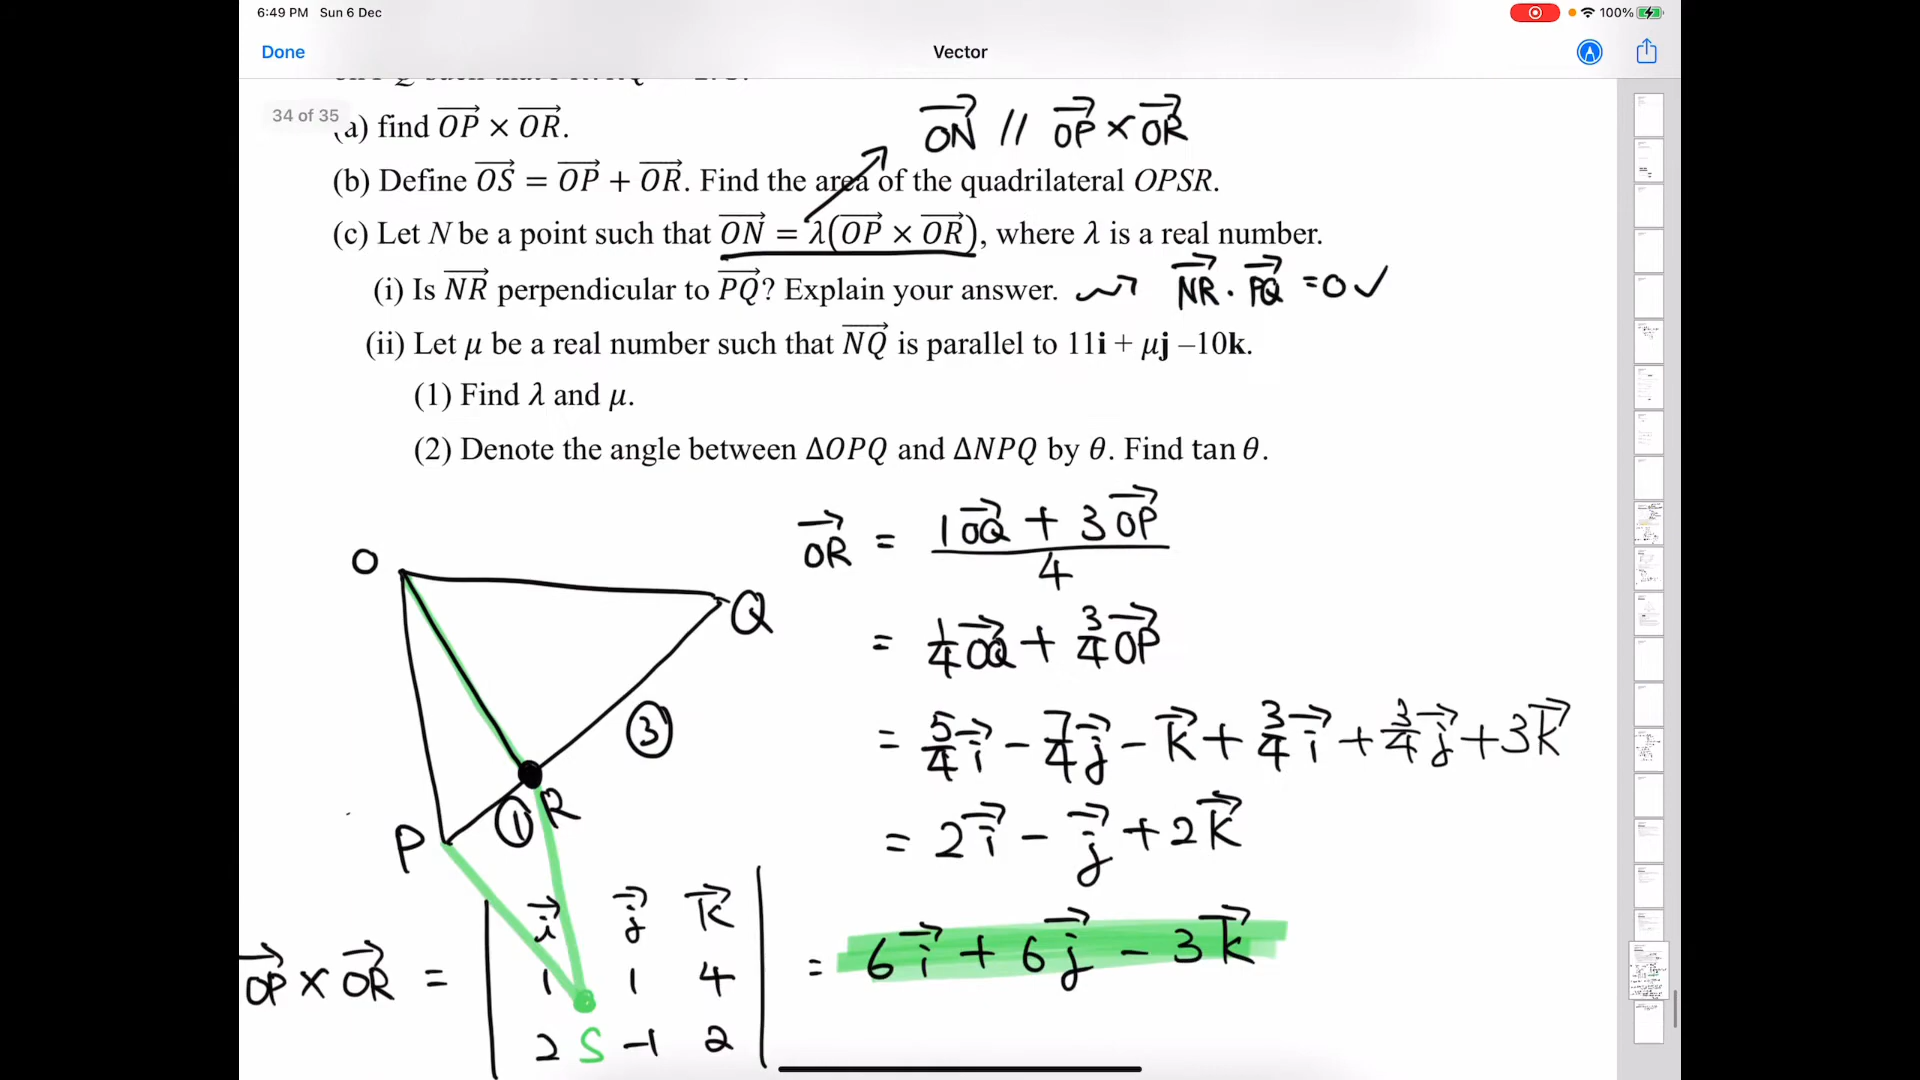 6:49 PM Sun 6 Dec
100%
Done
Vector
34 of 35
a) find OP × OR.
ON // OP × OR
(b) Define OS = OP + OR. Find the area of the quadrilateral OPSR.
(c) Let N be a point such that ON = λ(OP × OR), where λ is a real number.
(i) Is NR perpendicular to PQ? Explain your answer.
NR · PQ = 0 ✓
(ii) Let μ be a real number such that NQ is parallel to 11i + μj –10k.
(1) Find λ and μ.
(2) Denote the angle between ΔOPQ and ΔNPQ by θ. Find tan θ.
OR = 1OQ + 3OP
4
= 1/4 OQ + 3/4 OP
= 5/4 i − 7/4 j − k + 3/4 i + 3/4 j + 3k
= 2i − j + 2k
O
Q
3
1
R
P
S
OP × OR =
i j k
1 1 4
2 -1 2
= 6i + 6j − 3k